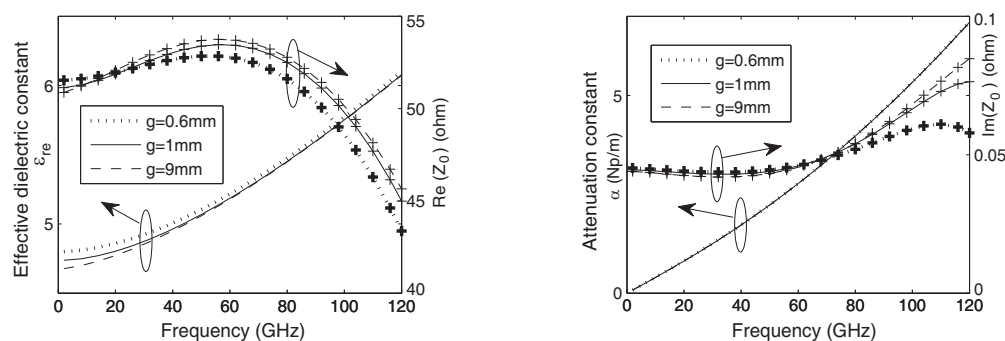 55
6
50
Effective dielectric constant
ε_re
g=0.6mm
g=1mm
g=9mm
Re (Z_0) (ohm)
45
5
40
0 20 40 60 80 100 120
Frequency (GHz)
0.1
g=0.6mm
g=1mm
g=9mm
5
Attenuation constant
α (Np/m)
Im(Z_0) (ohm)
0.05
0
0
0 20 40 60 80 100 120
Frequency (GHz)